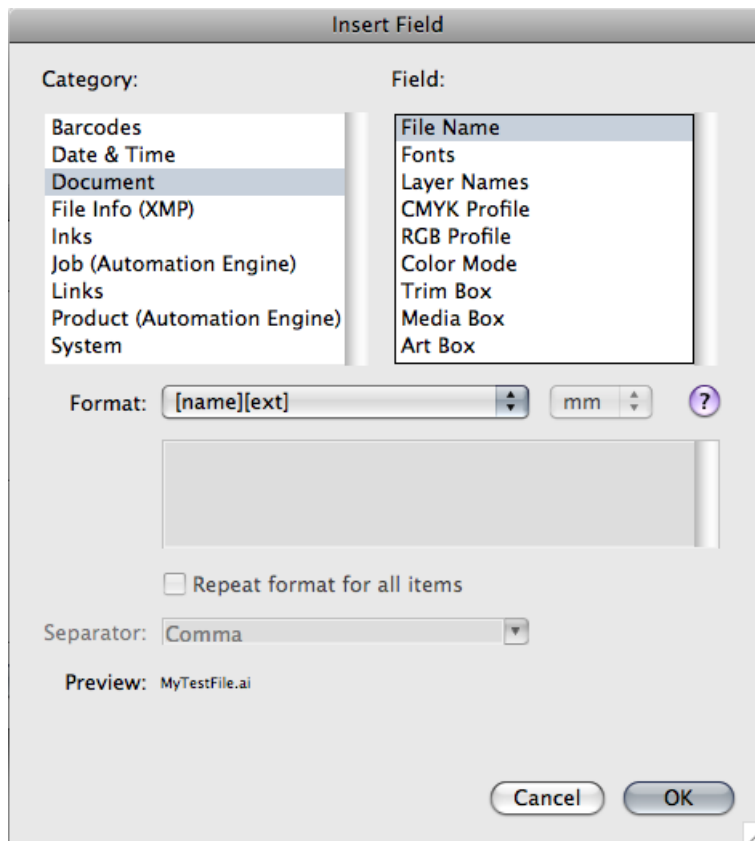 Insert Field
Category:
Field:
Barcodes
Date & Time
Document
File Info (XMP)
Inks
Job (Automation Engine)
Links
Product (Automation Engine)
System
File Name
Fonts
Layer Names
CMYK Profile
RGB Profile
Color Mode
Trim Box
Media Box
Art Box
Format: [name][ext] mm ?
Repeat format for all items
Separator: Comma
Preview: MyTestFile.ai
Cancel OK